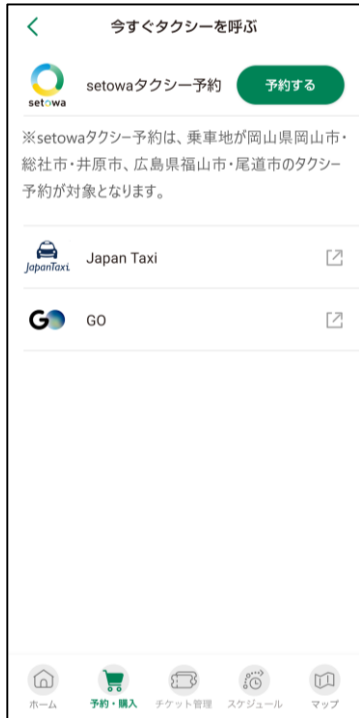 今すぐタクシーを呼ぶ
setowa
setowaタクシー予約
予約する
※setowaタクシー予約は、乗車地が岡山県岡山市・
総社市・井原市、広島県福山市・尾道市のタクシー
予約が対象となります。
JapanTaxi
Japan Taxi
GO
GO
ホーム
予約・購入
チケット管理
スケジュール
マップ